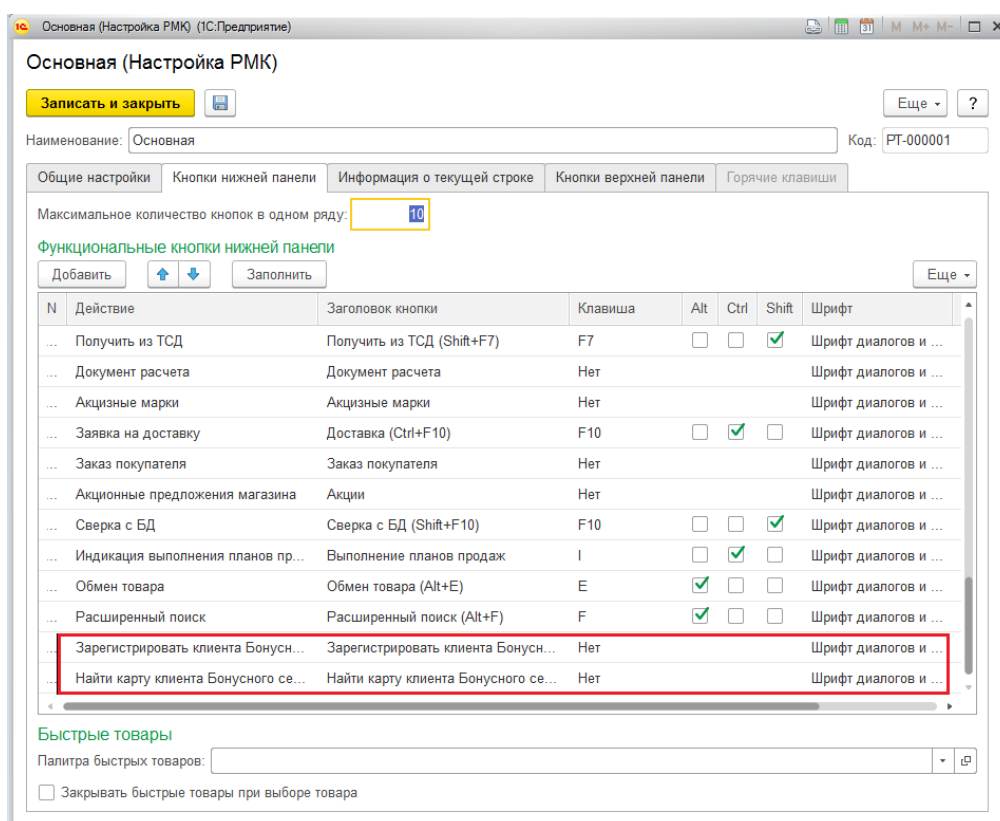 1С Основная (Настройка РМК) (1С:Предприятие) 31 M M+ M-
Основная (Настройка РМК)
Записать и закрыть Еще ?
Наименование: Основная Код: РТ-000001
Общие настройки Кнопки нижней панели Информация о текущей строке Кнопки верхней панели Горячие клавиши
Максимальное количество кнопок в одном ряду: 10
Функциональные кнопки нижней панели
Добавить Заполнить Еще
N Действие Заголовок кнопки Клавиша Alt Ctrl Shift Шрифт
... Получить из ТСД Получить из ТСД (Shift+F7) F7 Шрифт диалогов и ...
... Документ расчета Документ расчета Нет Шрифт диалогов и ...
... Акцизные марки Акцизные марки Нет Шрифт диалогов и ...
... Заявка на доставку Доставка (Ctrl+F10) F10 Шрифт диалогов и ...
... Заказ покупателя Заказ покупателя Нет Шрифт диалогов и ...
... Акционные предложения магазина Акции Нет Шрифт диалогов и ...
... Сверка с БД Сверка с БД (Shift+F10) F10 Шрифт диалогов и ...
... Индикация выполнения планов пр... Выполнение планов продаж I Шрифт диалогов и ...
... Обмен товара Обмен товара (Alt+E) E Шрифт диалогов и ...
... Расширенный поиск Расширенный поиск (Alt+F) F Шрифт диалогов и ...
... Зарегистрировать клиента Бонусн... Зарегистрировать клиента Бонусн... Нет Шрифт диалогов и ...
... Найти карту клиента Бонусного се... Найти карту клиента Бонусного се... Нет Шрифт диалогов и ...
Быстрые товары
Палитра быстрых товаров:
Закрывать быстрые товары при выборе товара